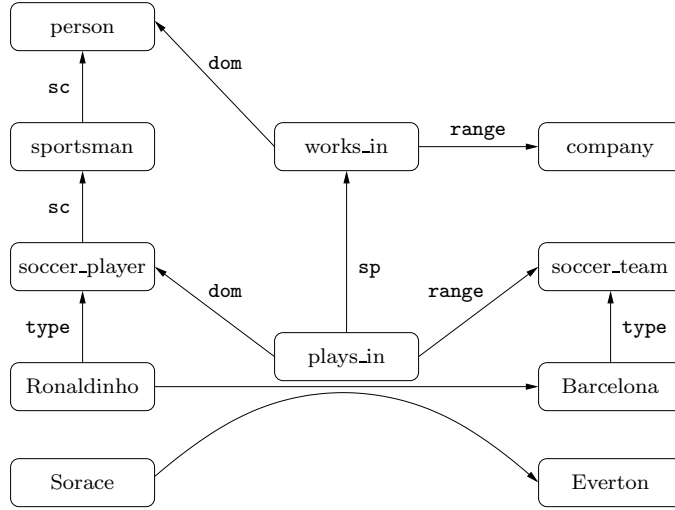 person
dom
sc
sportsman
works_in
range
company
sc
soccer_player
sp
soccer_team
dom
range
type
plays_in
type
Ronaldinho
Barcelona
Sorace
Everton